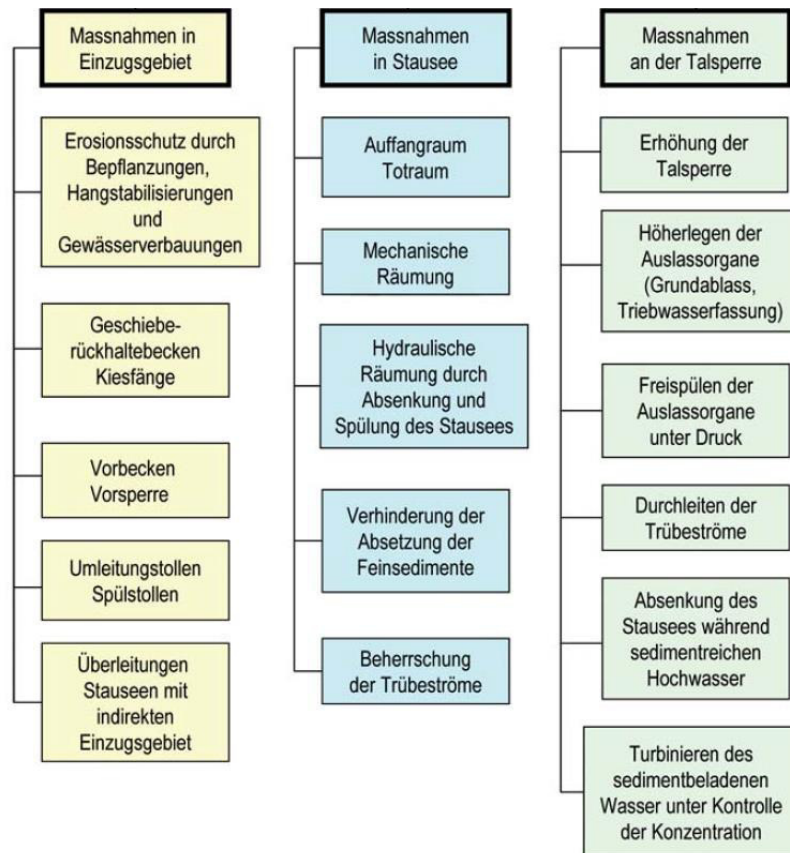 Massnahmen in
Einzugsgebiet
Erosionsschutz durch
Bepflanzungen,
Hangstabilisierungen
und
Gewässerverbauungen
Geschiebe-
rückhaltebecken
Kiesfänge
Vorbecken
Vorsperre
Umleitungstollen
Spülstollen
Überleitungen
Stauseen mit
indirekten
Einzugsgebiet
Massnahmen
in Stausee
Auffangraum
Totraum
Mechanische
Räumung
Hydraulische
Räumung durch
Absenkung und
Spülung des Stausees
Verhinderung der
Absetzung der
Feinsedimente
Beherrschung
der Trübeströme
Massnahmen
an der Talsperre
Erhöhung der
Talsperre
Höherlegen der
Auslassorgane
(Grundablass,
Triebwasserfassung)
Freispülen der
Auslassorgane
unter Druck
Durchleiten der
Trübeströme
Absenkung des
Stausees während
sedimentreichen
Hochwasser
Turbinieren des
sedimentbeladenen
Wasser unter Kontrolle
der Konzentration